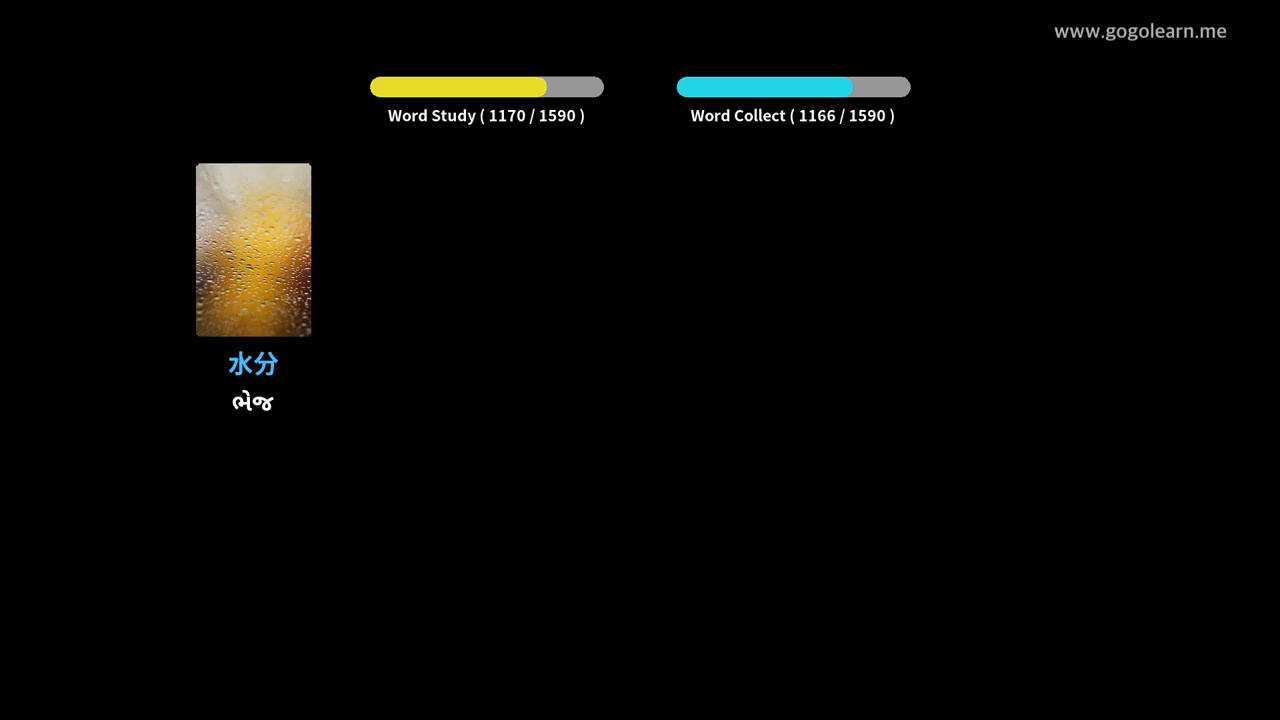 www.gogolearn.me
Word Study ( 1170 / 1590 )
Word Collect ( 1166 / 1590 )
水分
ભેજ